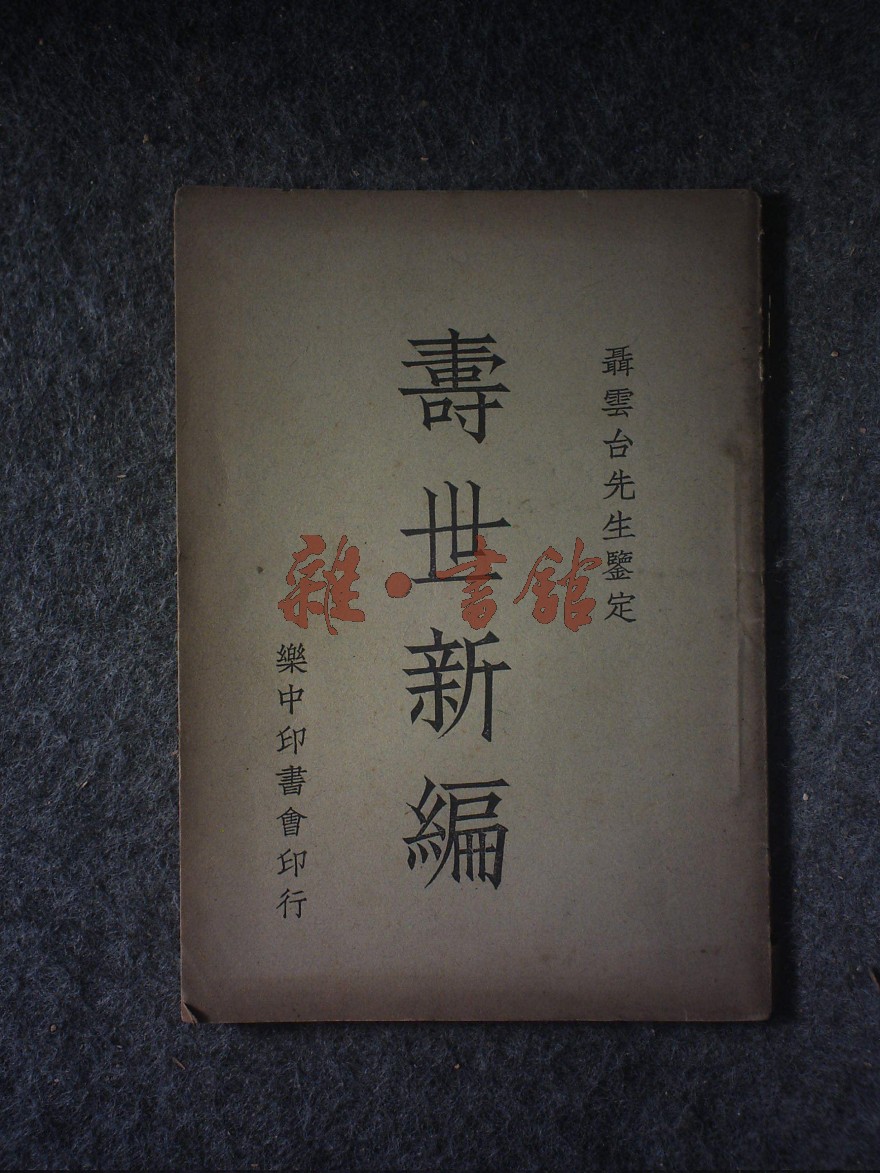 聶雲台先生鑒定
壽世新編
樂中印書會印行
雜·書館